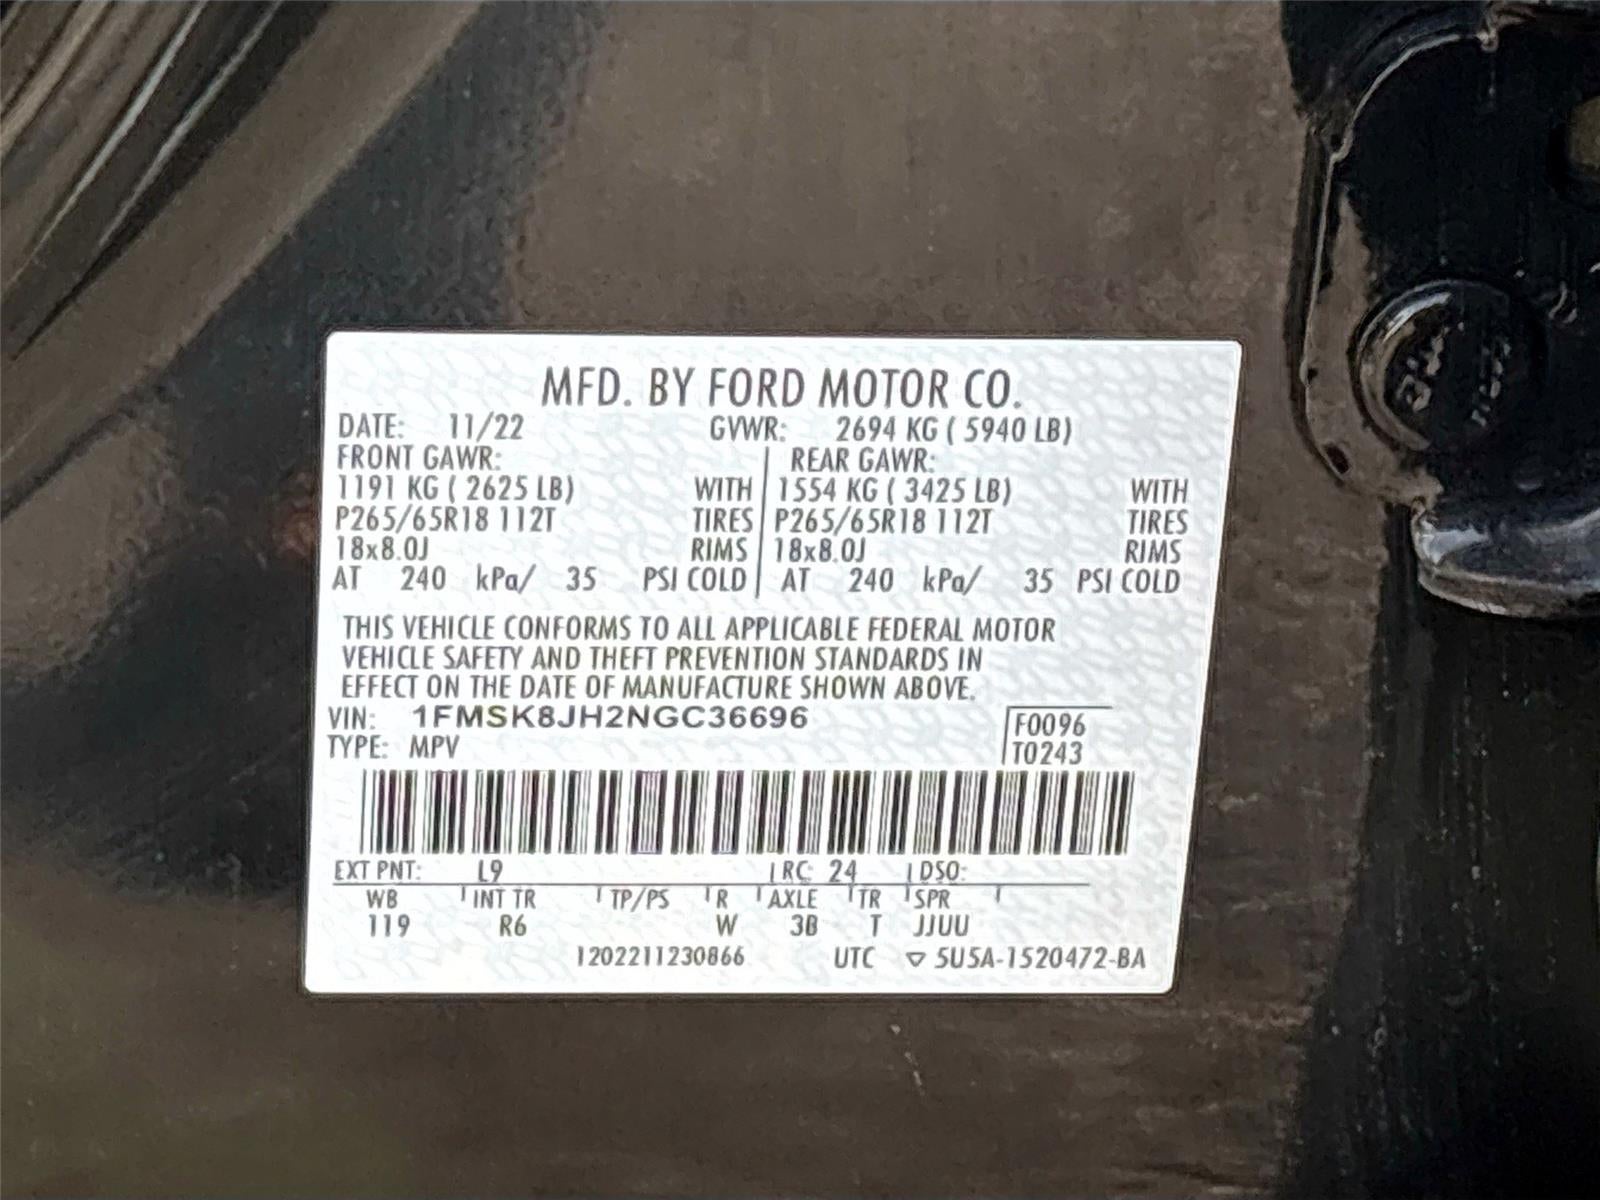 MFD. BY FORD MOTOR CO.
DATE: 11/22 GVWR: 2694 KG ( 5940 LB)
FRONT GAWR: REAR GAWR:
1191 KG ( 2625 LB) WITH 1554 KG ( 3425 LB) WITH
P265/65R18 112T TIRES P265/65R18 112T TIRES
18x8.0J RIMS 18x8.0J RIMS
AT 240 kPa/ 35 PSI COLD AT 240 kPa/ 35 PSI COLD
THIS VEHICLE CONFORMS TO ALL APPLICABLE FEDERAL MOTOR
VEHICLE SAFETY AND THEFT PREVENTION STANDARDS IN
EFFECT ON THE DATE OF MANUFACTURE SHOWN ABOVE.
VIN: 1FMSK8JH2NGC36696 F0096
TYPE: MPV T0243
EXT PNT: L9 RC: 24 DSO:
WB INT TR TP/PS R AXLE TR SPR
119 R6 W 3B T JJUU
1202211230866 UTC ▽ 5U5A-1520472-BA